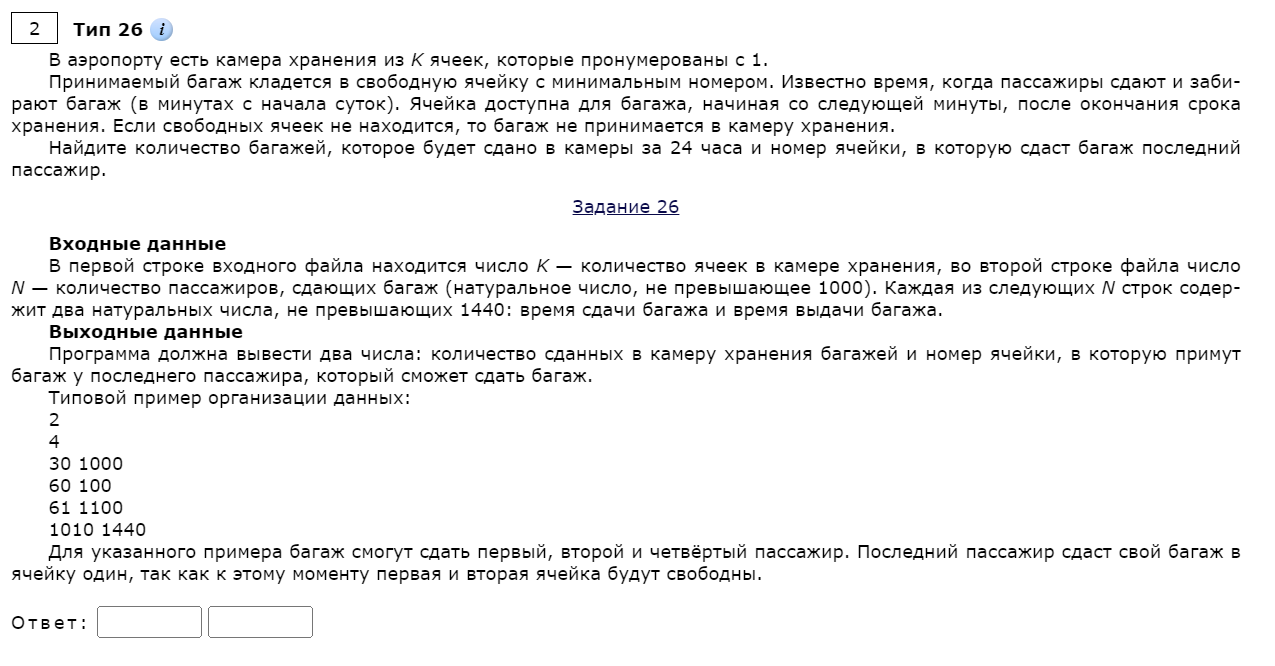 2 Тип 26 i
В аэропорту есть камера хранения из K ячеек, которые пронумерованы с 1.
Принимаемый багаж кладется в свободную ячейку с минимальным номером. Известно время, когда пассажиры сдают и заби-
рают багаж (в минутах с начала суток). Ячейка доступна для багажа, начиная со следующей минуты, после окончания срока
хранения. Если свободных ячеек не находится, то багаж не принимается в камеру хранения.
Найдите количество багажей, которое будет сдано в камеры за 24 часа и номер ячейки, в которую сдаст багаж последний
пассажир.
Задание 26
Входные данные
В первой строке входного файла находится число K — количество ячеек в камере хранения, во второй строке файла число
N — количество пассажиров, сдающих багаж (натуральное число, не превышающее 1000). Каждая из следующих N строк содер-
жит два натуральных числа, не превышающих 1440: время сдачи багажа и время выдачи багажа.
Выходные данные
Программа должна вывести два числа: количество сданных в камеру хранения багажей и номер ячейки, в которую примут
багаж у последнего пассажира, который сможет сдать багаж.
Типовой пример организации данных:
2
4
30 1000
60 100
61 1100
1010 1440
Для указанного примера багаж смогут сдать первый, второй и четвёртый пассажир. Последний пассажир сдаст свой багаж в
ячейку один, так как к этому моменту первая и вторая ячейка будут свободны.
Ответ: